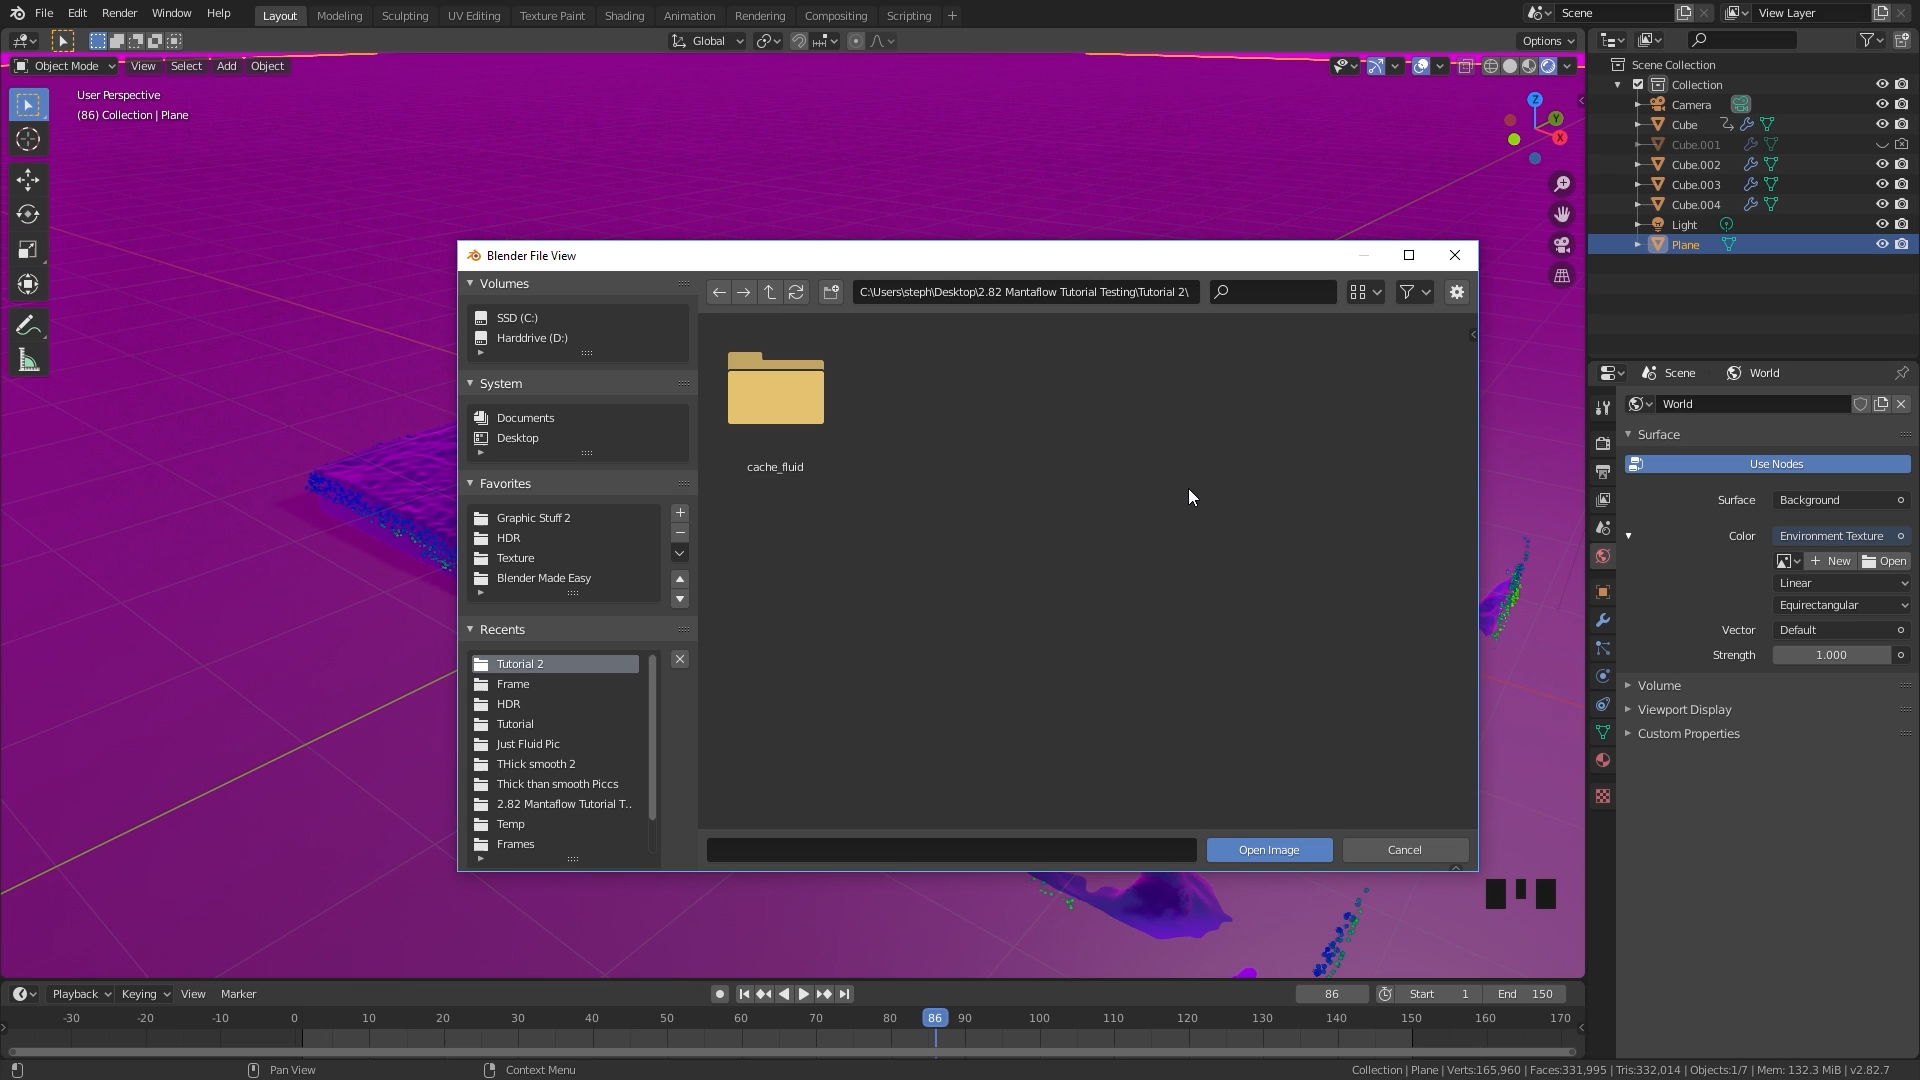 File Edit Render Window Help Layout Modeling Sculpting UV Editing Texture Paint Shading Animation Rendering Compositing Scripting + Scene View Layer
Global Options
Object Mode View Select Add Object
User Perspective
(86) Collection | Plane
Z
Y
X
Scene Collection
Collection
Camera
Cube
Cube.001
Cube.002
Cube.003
Cube.004
Light
Plane
Blender File View
Volumes
SSD (C:)
Harddrive (D:)
System
Documents
Desktop
Favorites
Graphic Stuff 2
HDR
Texture
Blender Made Easy
Recents
Tutorial 2
Frame
HDR
Tutorial
Just Fluid Pic
THick smooth 2
Thick than smooth Piccs
2.82 Mantaflow Tutorial T..
Temp
Frames
C:\Users\steph\Desktop\2.82 Mantaflow Tutorial Testing\Tutorial 2\
cache_fluid
Open Image Cancel
Scene World
World
Surface
Use Nodes
Surface Background
Color Environment Texture
New Open
Linear
Equirectangular
Vector Default
Strength 1.000
Volume
Viewport Display
Custom Properties
Playback Keying View Marker 86 Start 1 End 150
-30 -20 -10 0 10 20 30 40 50 60 70 80 86 90 100 110 120 130 140 150 160 170
Pan View Context Menu Collection | Plane | Verts:165,960 | Faces:331,995 | Tris:332,014 | Objects:1/7 | Mem: 132.3 MiB | v2.82.7